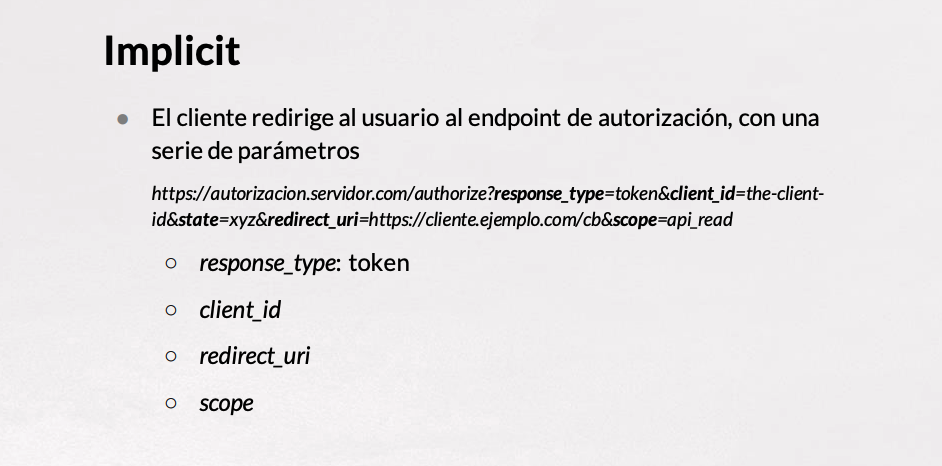 Implicit
● El cliente redirige al usuario al endpoint de autorización, con una
serie de parámetros
https://autorizacion.servidor.com/authorize?response_type=token&client_id=the-client-
id&state=xyz&redirect_uri=https://cliente.ejemplo.com/cb&scope=api_read
○ response_type: token
○ client_id
○ redirect_uri
○ scope